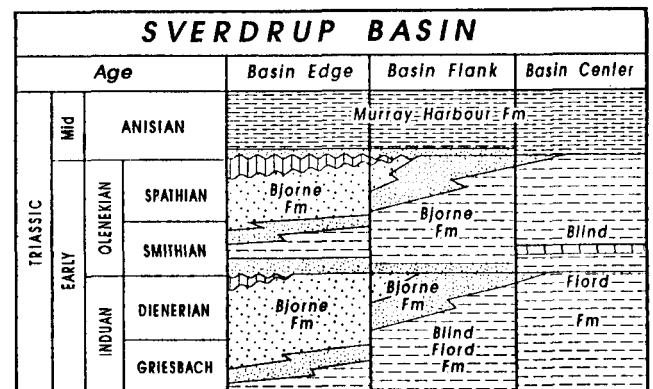 SVERDRUP BASIN
Age
Basin Edge
Basin Flank
Basin Center
TRIASSIC
Mid
ANISIAN
Murray Harbour Fm
EARLY
OLENEKIAN
SPATHIAN
Bjorne
Fm
Bjorne
Fm
SMITHIAN
Blind
Fiord
Fm
INDUAN
DIENERIAN
Bjorne
Fm
Bjorne
Fm
GRIESBACH
Blind
Fiord
Fm